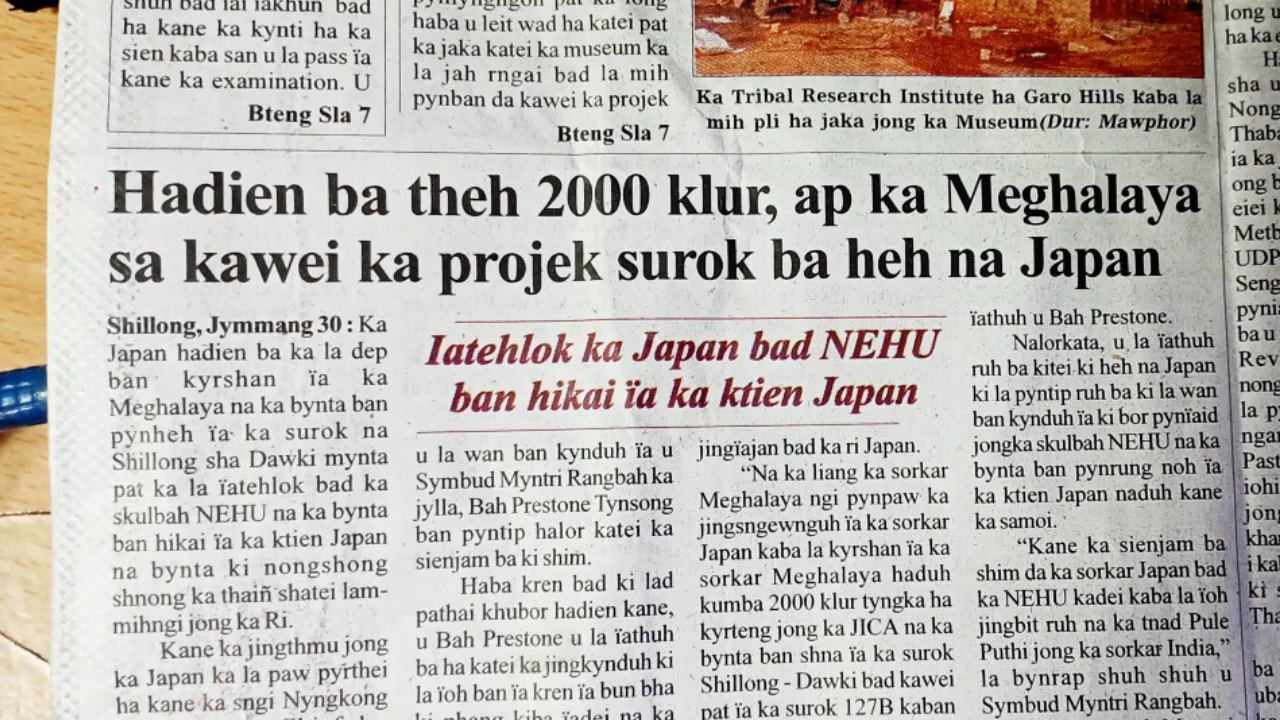 shuh bad lai iakhun bad
ha kane ka kynti ha ka
sien kaba san u la pass ïa
kane ka examination. U
Bteng Sla 7
haba u leit wad ha katei pat
ka jaka katei ka museum ka
la jah rngai bad la mih
pynban da kawei ka projek
Bteng Sla 7
Ka Tribal Research Institute ha Garo Hills kaba la
mih pli ha jaka jong ka Museum(Dur: Mawphor)
Hadien ba theh 2000 klur, ap ka Meghalaya
sa kawei ka projek surok ba heh na Japan
Shillong, Jymmang 30 : Ka
Japan hadien ba ka la dep
ban kyrshan ïa ka
Meghalaya na ka bynta ban
pynheh ïa ka surok na
Shillong sha Dawki mynta
pat ka la ïatehlok bad ka
skulbah NEHU na ka bynta
ban hikai ïa ka ktien Japan
na bynta ki nongshong
shnong ka thaiñ shatei lam-
mihngi jong ka Ri.
Kane ka jingthmu jong
ka Japan ka la paw pyrthei
ha kane ka sngi Nyngkong
Iatehlok ka Japan bad NEHU
ban hikai ïa ka ktien Japan
u la wan ban kynduh ïa u
Symbud Myntri Rangbah ka
jylla, Bah Prestone Tynsong
ban pyntip halor katei ka
sienjam ba ki shim.
Haba kren bad ki lad
pathai khubor hadien kane,
u Bah Prestone u la ïathuh
ba ha katei ka jingkynduh ki
la ïoh ban ïa kren ïa bun bha
jingïajan bad ka ri Japan.
“Na ka liang ka sorkar
Meghalaya ngi pynpaw ka
jingsngewnguh ïa ka sorkar
Japan kaba la kyrshan ïa ka
sorkar Meghalaya haduh
kumba 2000 klur tyngka ha
kyrteng jong ka JICA na ka
bynta ban shna ïa ka surok
Shillong - Dawki bad kawei
pat ïa ka surok 127B kaban
ïathuh u Bah Prestone.
Nalorkata, u la ïathuh
ruh ba kitei ki heh na Japan
ki la pyntip ruh ba ki la wan
ban kynduh ïa ki bor pynïaid
jongka skulbah NEHU na ka
bynta ban pynrung noh ïa
ka ktien Japan naduh kane
ka samoi.
“Kane ka sienjam ba
shim da ka sorkar Japan bad
ka NEHU kadei kaba la ïoh
jingbit ruh na ka tnad Pule
Puthi jong ka sorkar India,”
la bynrap shuh shuh u
Symbud Myntri Rangbah.
long u
ha ka
sha u
Nong
ia ka
ong
eiei
UDP
Seng
ba u
la